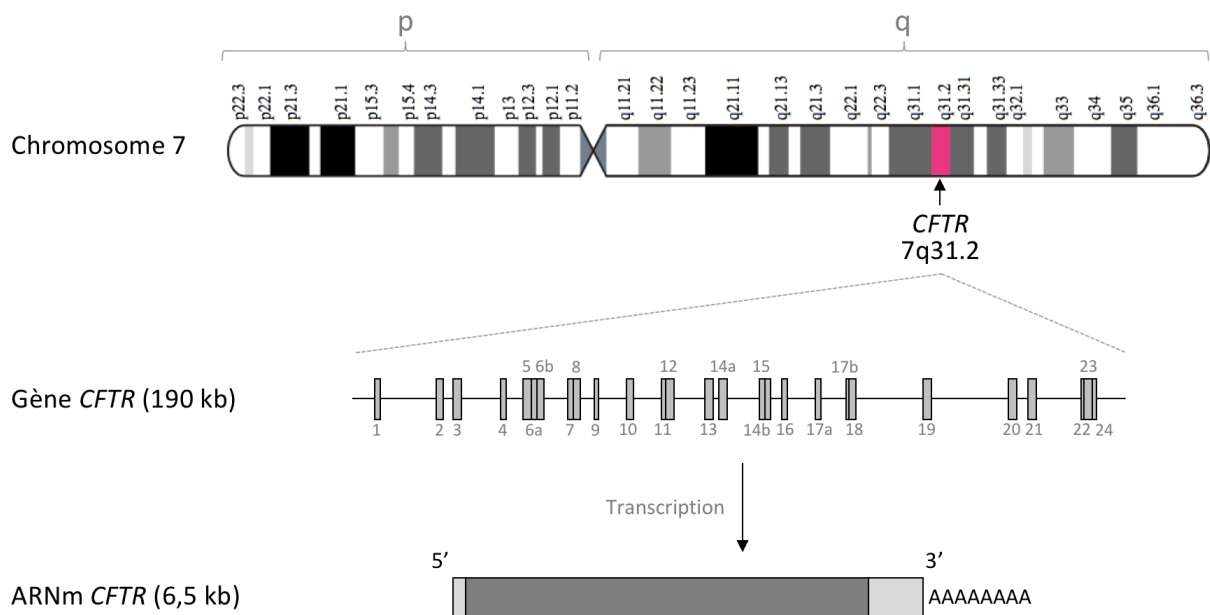 p q
p22.3 p22.1 p21.3 p21.1 p15.3 p15.4 p14.3 p14.1 p13 p12.3 p12.1 p11.2 q11.21 q11.22 q11.23 q21.11 q21.13 q21.3 q22.1 q22.3 q31.1 q31.2 q31.31 q31.33 q32.1 q33 q34 q35 q36.1 q36.3
Chromosome 7
CFTR
7q31.2
5 6b 8 12 14a 15 17b 23
Gène CFTR (190 kb)
1 2 3 4 6a 7 9 10 11 13 14b 16 17a 18 19 20 21 22 24
Transcription
5’ 3’
ARNm CFTR (6,5 kb) AAAAAAAA